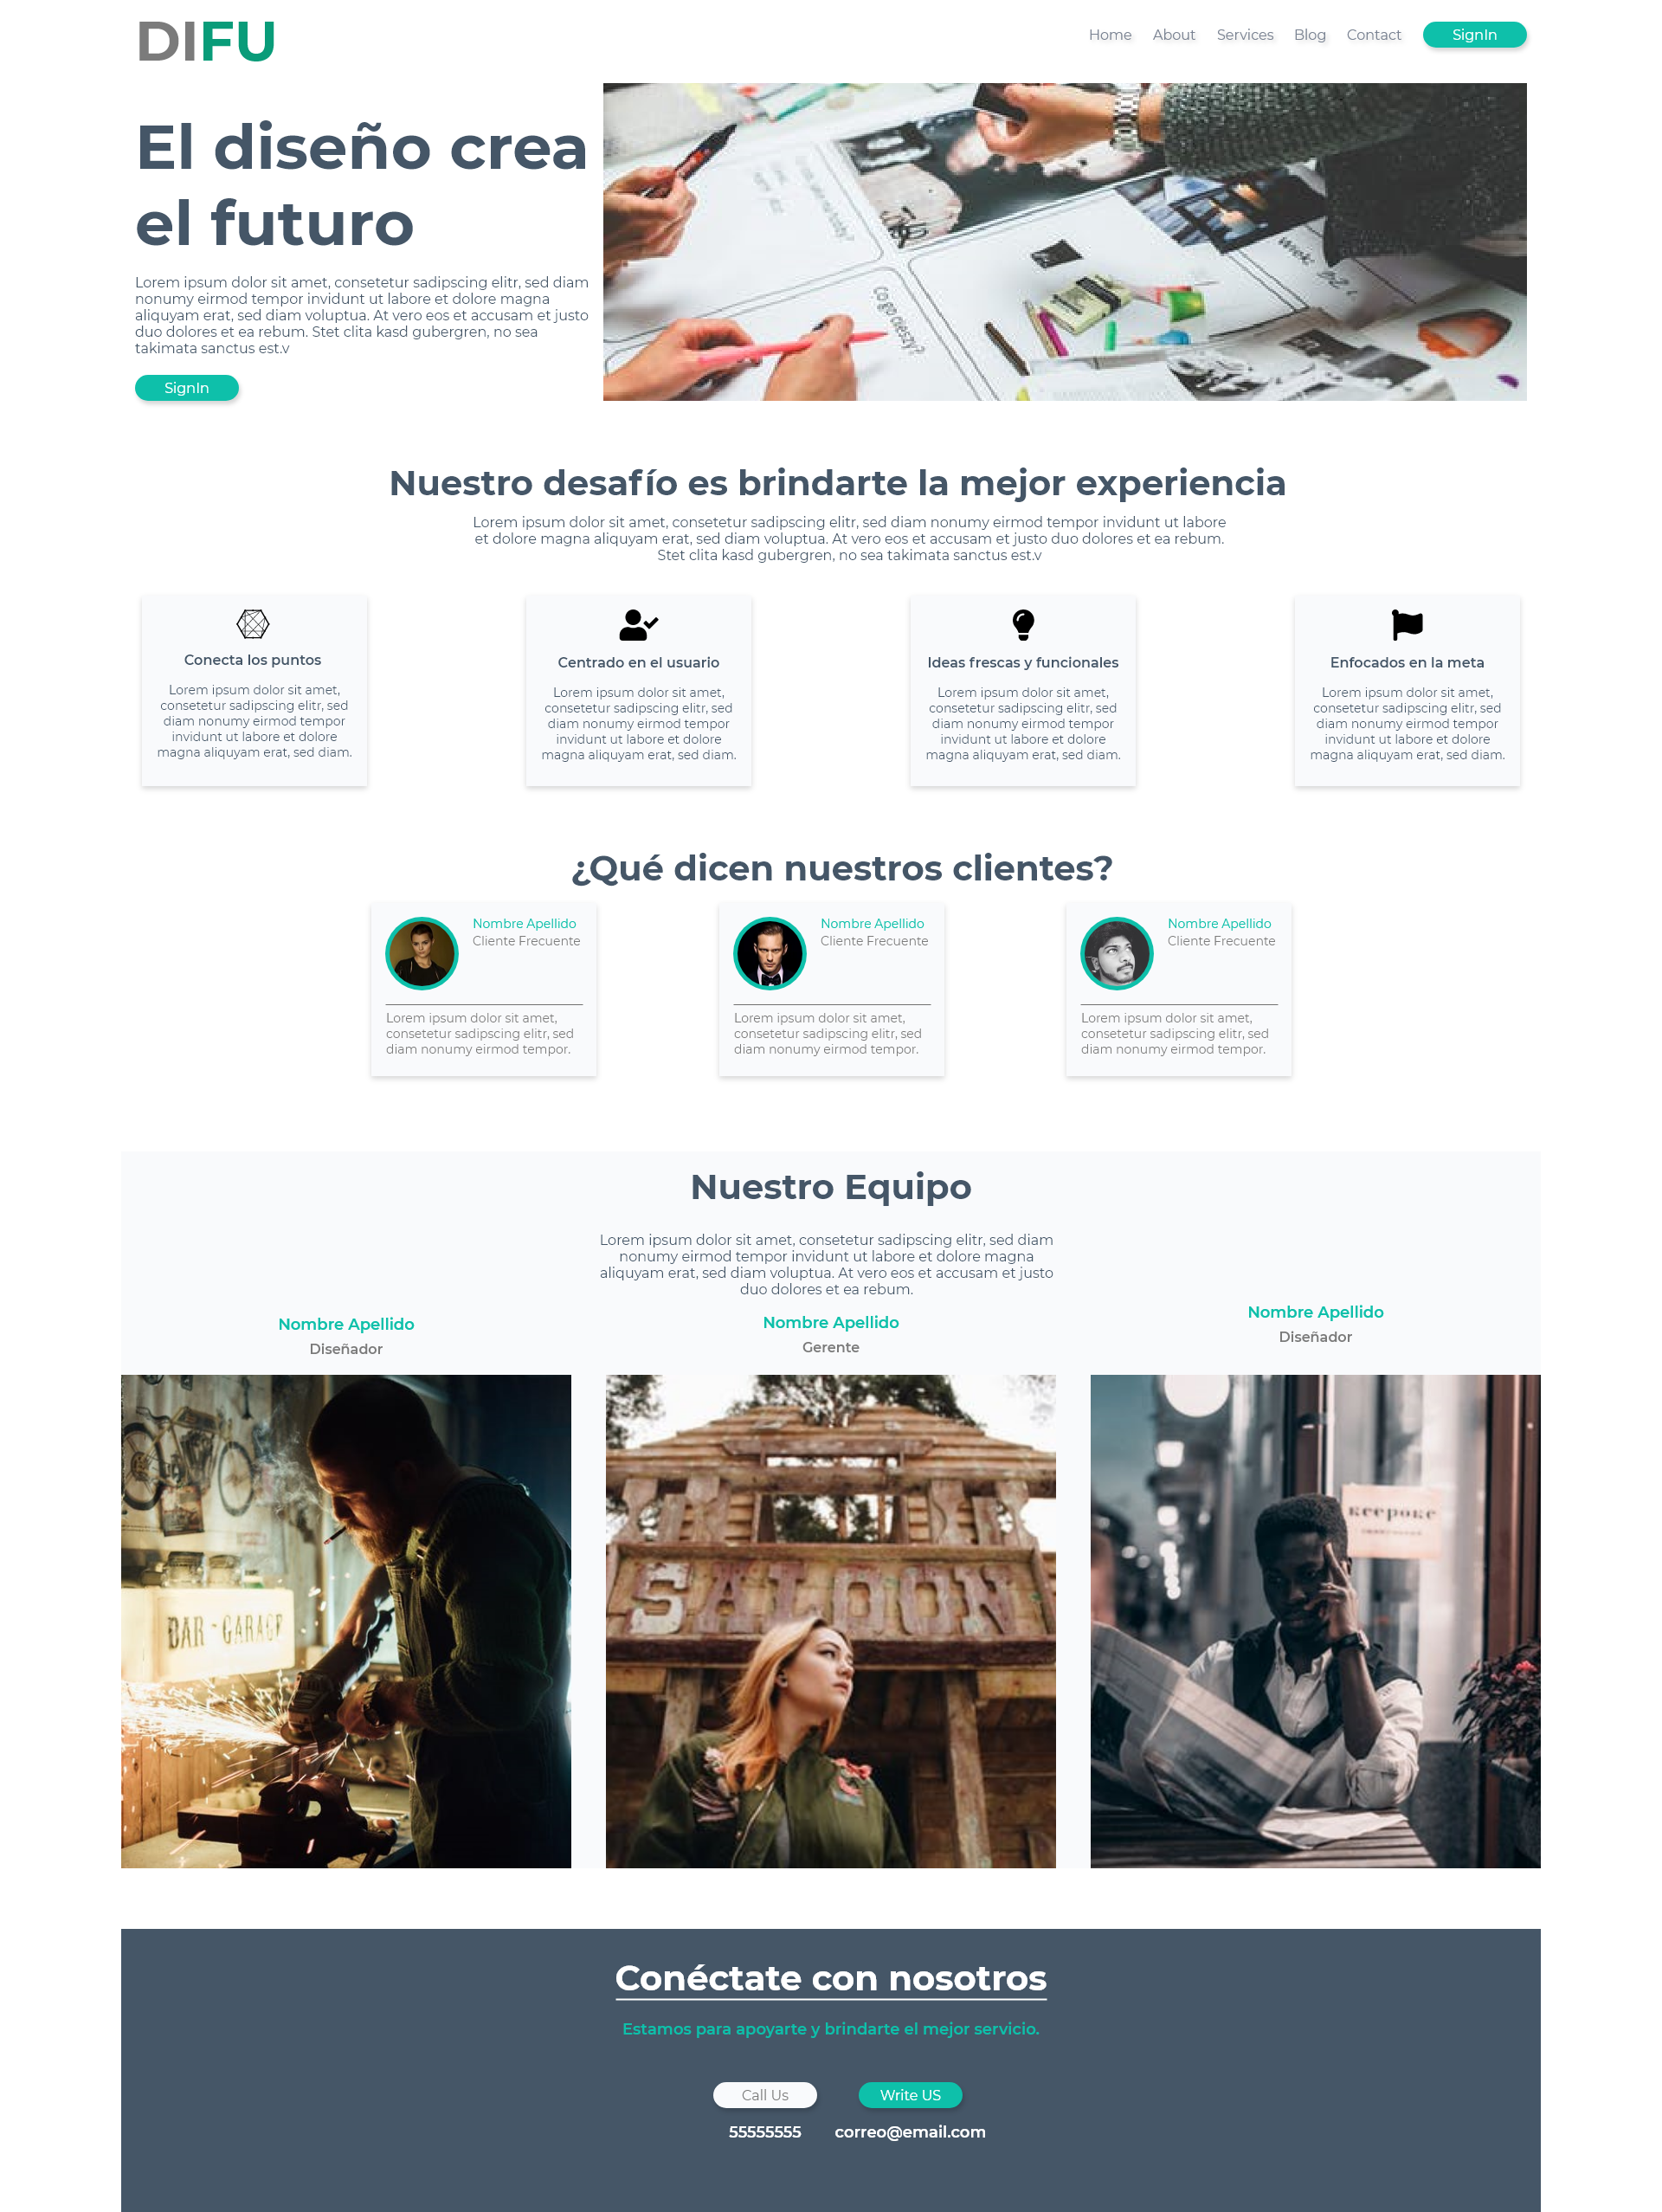 DIFU
Home About Services Blog Contact SignIn
El diseño crea
el futuro
Lorem ipsum dolor sit amet, consetetur sadipscing elitr, sed diam
nonumy eirmod tempor invidunt ut labore et dolore magna
aliquyam erat, sed diam voluptua. At vero eos et accusam et justo
duo dolores et ea rebum. Stet clita kasd gubergren, no sea
takimata sanctus est.v
SignIn
Cogo cieszy?
Nuestro desafío es brindarte la mejor experiencia
Lorem ipsum dolor sit amet, consetetur sadipscing elitr, sed diam nonumy eirmod tempor invidunt ut labore
et dolore magna aliquyam erat, sed diam voluptua. At vero eos et accusam et justo duo dolores et ea rebum.
Stet clita kasd gubergren, no sea takimata sanctus est.v
Conecta los puntos
Lorem ipsum dolor sit amet,
consetetur sadipscing elitr, sed
diam nonumy eirmod tempor
invidunt ut labore et dolore
magna aliquyam erat, sed diam.
Centrado en el usuario
Lorem ipsum dolor sit amet,
consetetur sadipscing elitr, sed
diam nonumy eirmod tempor
invidunt ut labore et dolore
magna aliquyam erat, sed diam.
Ideas frescas y funcionales
Lorem ipsum dolor sit amet,
consetetur sadipscing elitr, sed
diam nonumy eirmod tempor
invidunt ut labore et dolore
magna aliquyam erat, sed diam.
Enfocados en la meta
Lorem ipsum dolor sit amet,
consetetur sadipscing elitr, sed
diam nonumy eirmod tempor
invidunt ut labore et dolore
magna aliquyam erat, sed diam.
¿Qué dicen nuestros clientes?
Nombre Apellido
Cliente Frecuente
Lorem ipsum dolor sit amet,
consetetur sadipscing elitr, sed
diam nonumy eirmod tempor.
Nombre Apellido
Cliente Frecuente
Lorem ipsum dolor sit amet,
consetetur sadipscing elitr, sed
diam nonumy eirmod tempor.
Nombre Apellido
Cliente Frecuente
Lorem ipsum dolor sit amet,
consetetur sadipscing elitr, sed
diam nonumy eirmod tempor.
Nuestro Equipo
Lorem ipsum dolor sit amet, consetetur sadipscing elitr, sed diam
nonumy eirmod tempor invidunt ut labore et dolore magna
aliquyam erat, sed diam voluptua. At vero eos et accusam et justo
duo dolores et ea rebum.
Nombre Apellido
Diseñador
BAR - GARAGE
Nombre Apellido
Gerente
SALOON
Nombre Apellido
Diseñador
Conéctate con nosotros
Estamos para apoyarte y brindarte el mejor servicio.
Call Us
Write US
55555555
correo@email.com